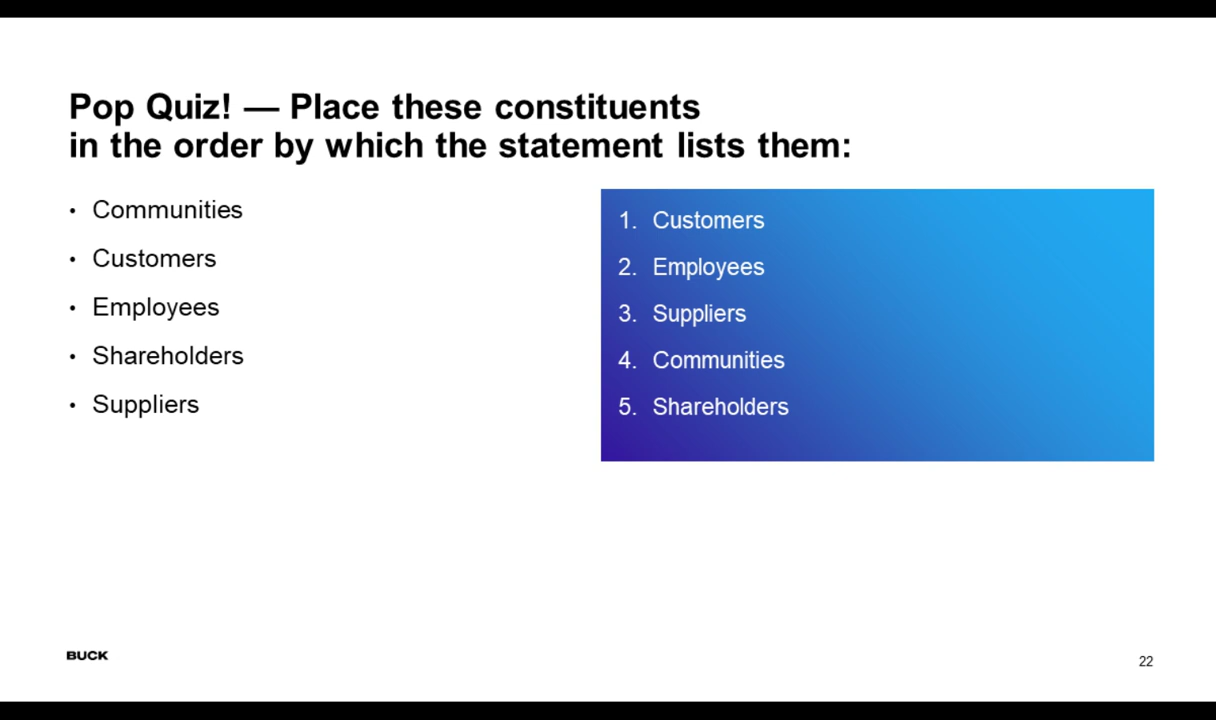 Pop Quiz! — Place these constituents
in the order by which the statement lists them:
• Communities
• Customers
• Employees
• Shareholders
• Suppliers
1. Customers
2. Employees
3. Suppliers
4. Communities
5. Shareholders
BUCK
22